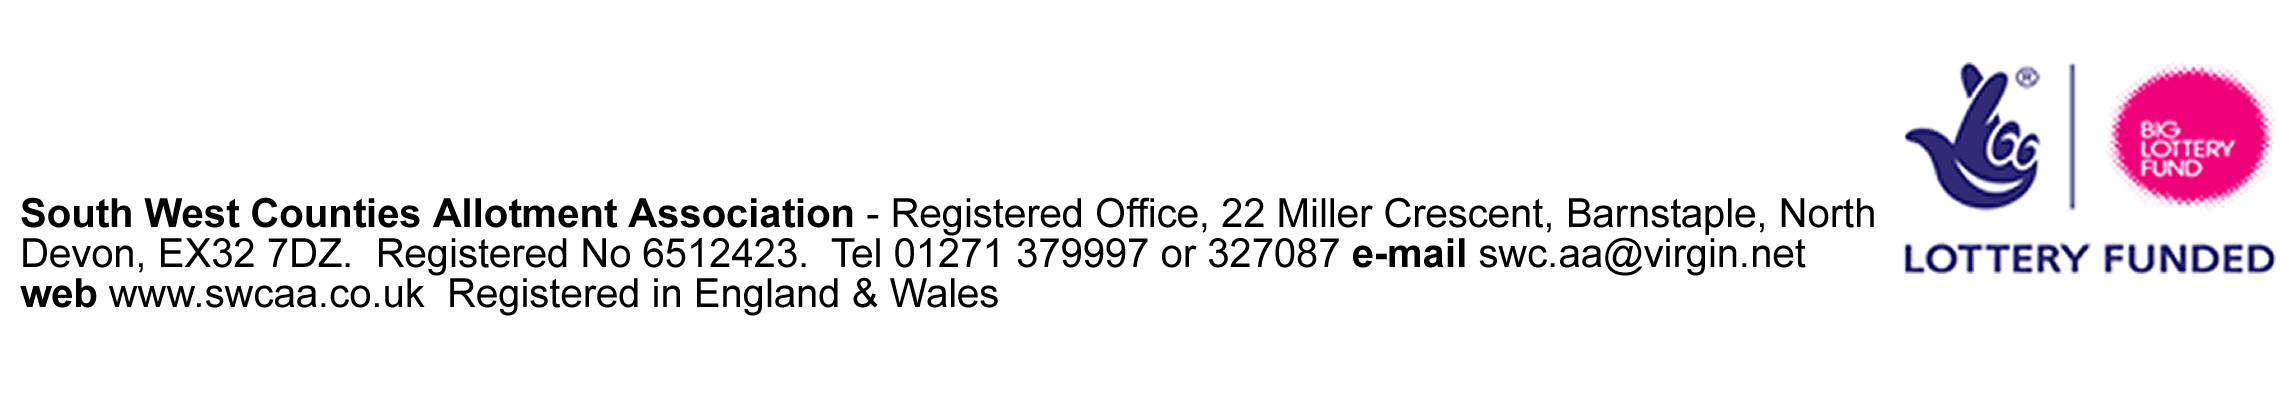 South West Counties Allotment Association - Registered Office, 22 Miller Crescent, Barnstaple, North
Devon, EX32 7DZ.  Registered No 6512423.  Tel 01271 379997 or 327087 e-mail swc.aa@virgin.net
web www.swcaa.co.uk  Registered in England & Wales
®
BIG
LOTTERY
FUND
LOTTERY FUNDED